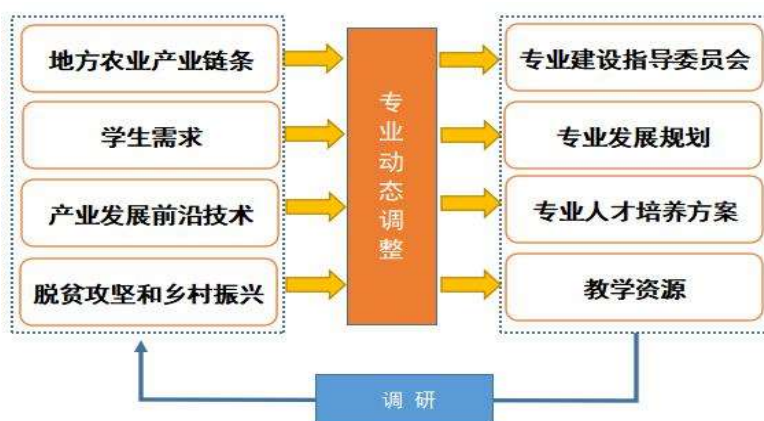 地方农业产业链条
学生需求
产业发展前沿技术
脱贫攻坚和乡村振兴
专业动态调整
专业建设指导委员会
专业发展规划
专业人才培养方案
教学资源
调研